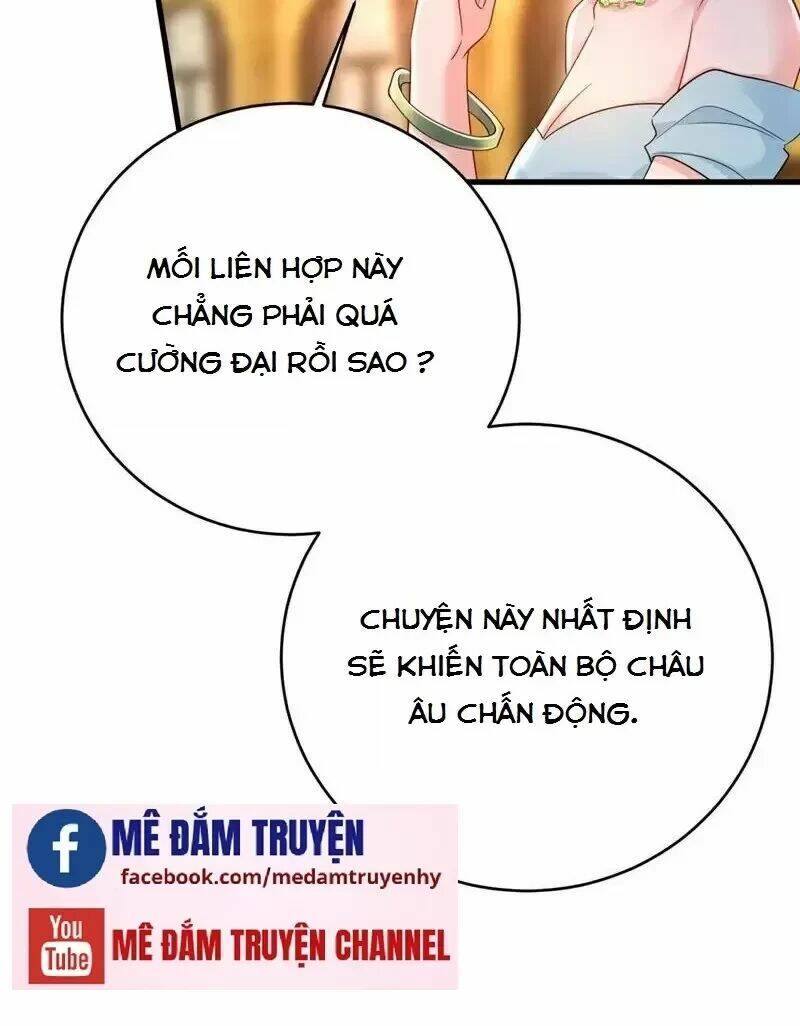 MỐI LIÊN HỢP NÀY
CHẲNG PHẢI QUÁ
CƯỜNG ĐẠI RỒI SAO ?
CHUYỆN NÀY NHẤT ĐỊNH
SẼ KHIẾN TOÀN BỘ CHÂU
ÂU CHẤN ĐỘNG.
f MÊ ĐẮM TRUYỆN
facebook.com/medamtruyenhy
You
Tube MÊ ĐẮM TRUYỆN CHANNEL